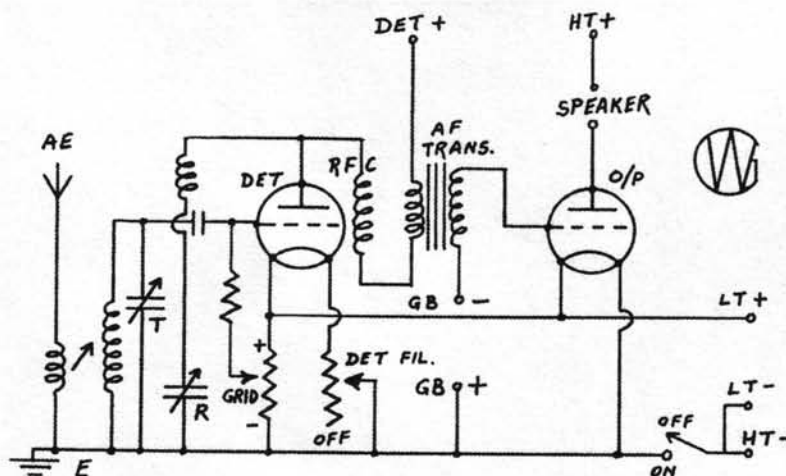 DET +
HT+
SPEAKER
AE
RFC
AF
TRANS.
DET
O/P
W
T
GB -
LT+
+
GRID
DET FIL.
R
GB +
LT-
-
OFF
OFF
HT-
E
ON